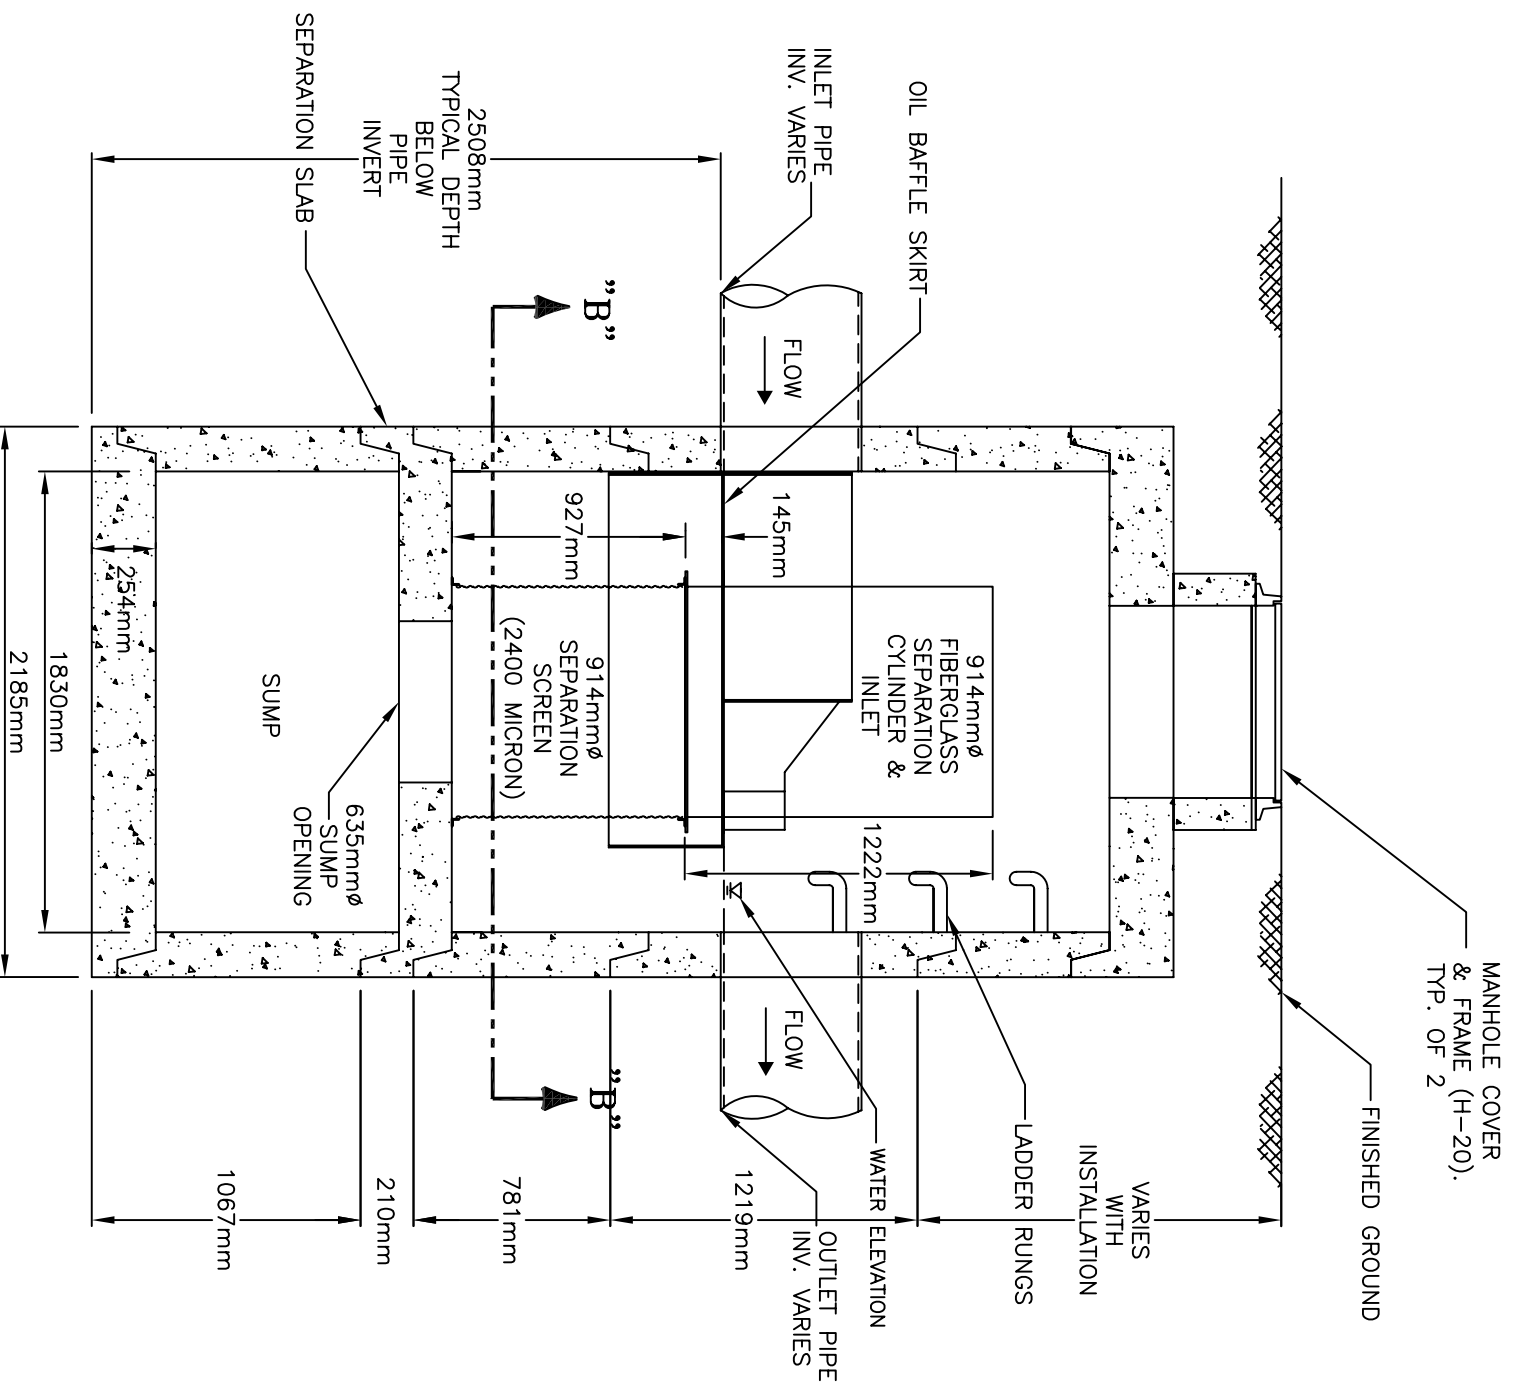 MANHOLE COVER
& FRAME (H-20).
TYP. OF 2
FINISHED GROUND
VARIES
WITH
INSTALLATION
LADDER RUNGS
WATER ELEVATION
OUTLET PIPE
INV. VARIES
INLET PIPE
INV. VARIES
OIL BAFFLE SKIRT
FLOW
FLOW
914mmø
FIBERGLASS
SEPARATION
CYLINDER &
INLET
1222mm
145mm
927mm
914mmø
SEPARATION
SCREEN
(2400 MICRON)
1219mm
781mm
210mm
1067mm
"B"
"B"
2508mm
TYPICAL DEPTH
BELOW
PIPE
INVERT
SEPARATION SLAB
635mmø
SUMP
OPENING
SUMP
254mm
1830mm
2185mm